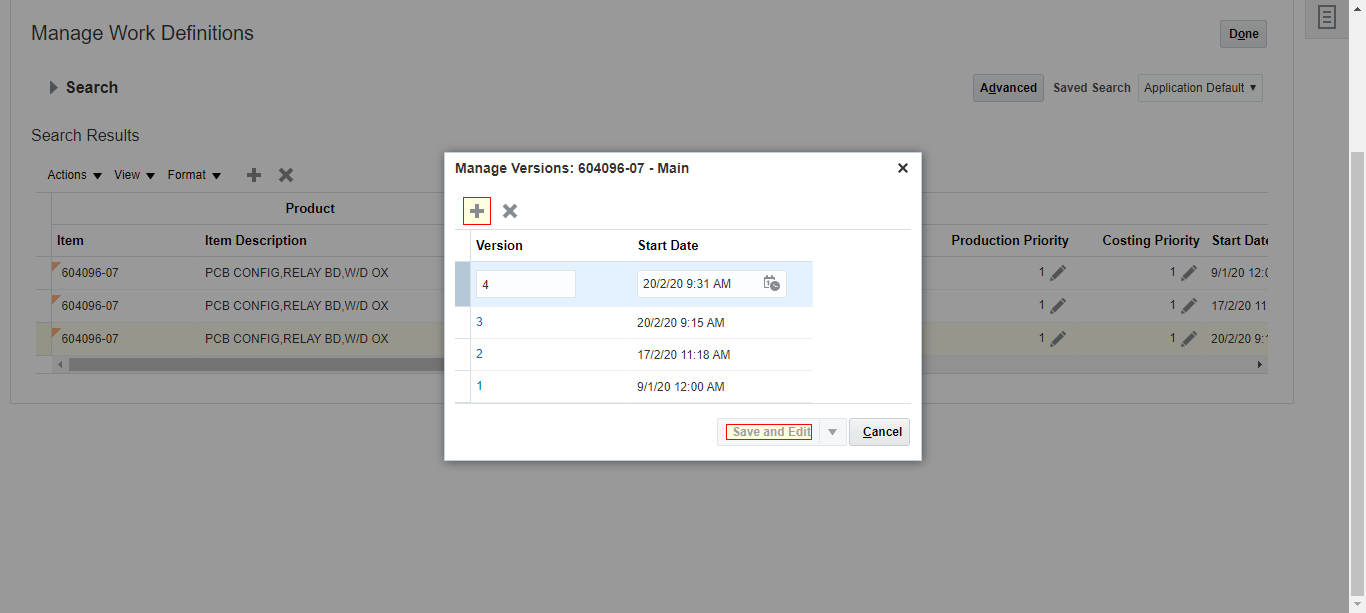 Manage Work Definitions
Done
Search
Advanced Saved Search Application Default
Search Results
Actions View Format
Product
Item Item Description Production Priority Costing Priority Start Date
604096-07 PCB CONFIG,RELAY BD,W/D OX 1 1 9/1/20 12:0
604096-07 PCB CONFIG,RELAY BD,W/D OX 1 1 17/2/20 11
604096-07 PCB CONFIG,RELAY BD,W/D OX 1 1 20/2/20 9:1
Manage Versions: 604096-07 - Main
Version Start Date
4 20/2/20 9:31 AM
3 20/2/20 9:15 AM
2 17/2/20 11:18 AM
1 9/1/20 12:00 AM
Save and Edit Cancel